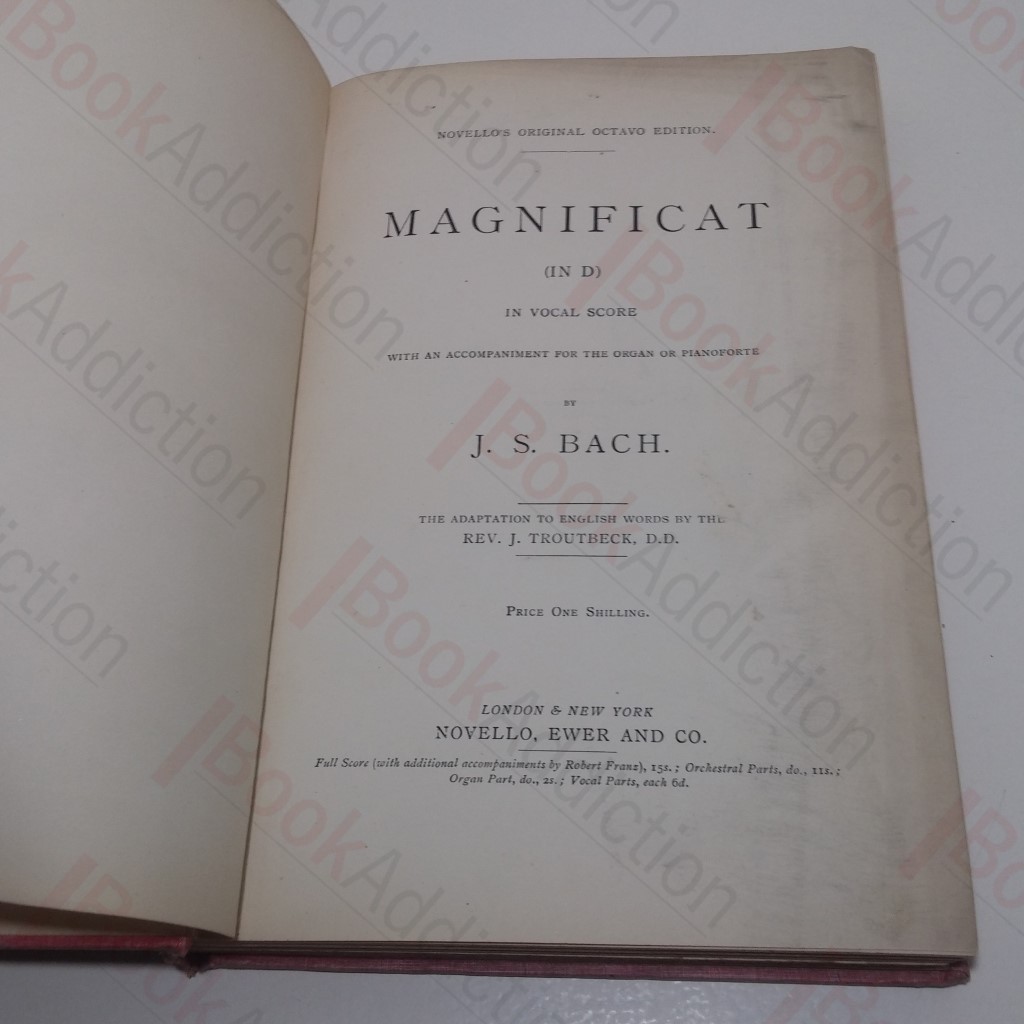 NOVELLO'S ORIGINAL OCTAVO EDITION.
MAGNIFICAT
(IN D)
IN VOCAL SCORE
WITH AN ACCOMPANIMENT FOR THE ORGAN OR PIANOFORTE
BY
J. S. BACH.
THE ADAPTATION TO ENGLISH WORDS BY THE
REV. J. TROUTBECK, D.D.
PRICE ONE SHILLING.
LONDON & NEW YORK
NOVELLO, EWER AND CO.
Full Score (with additional accompaniments by Robert Franz), 15s.; Orchestral Parts, do., 11s.;
Organ Part, do., 2s.; Vocal Parts, each 6d.
BookAddiction